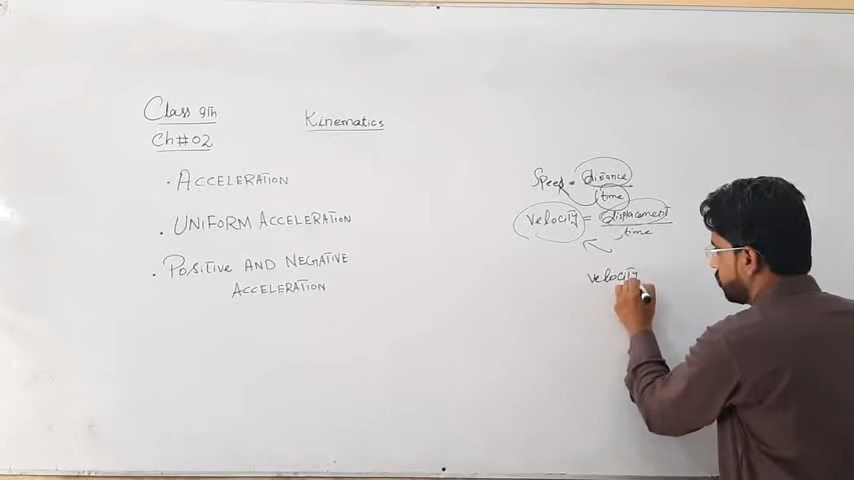 Class 9th
Kinematics
Ch#02
• ACCELERATION
• UNIFORM ACCELERATION
• POSITIVE AND NEGATIVE
ACCELERATION
Speed = distance
time
velocity = displacement
time
velocity